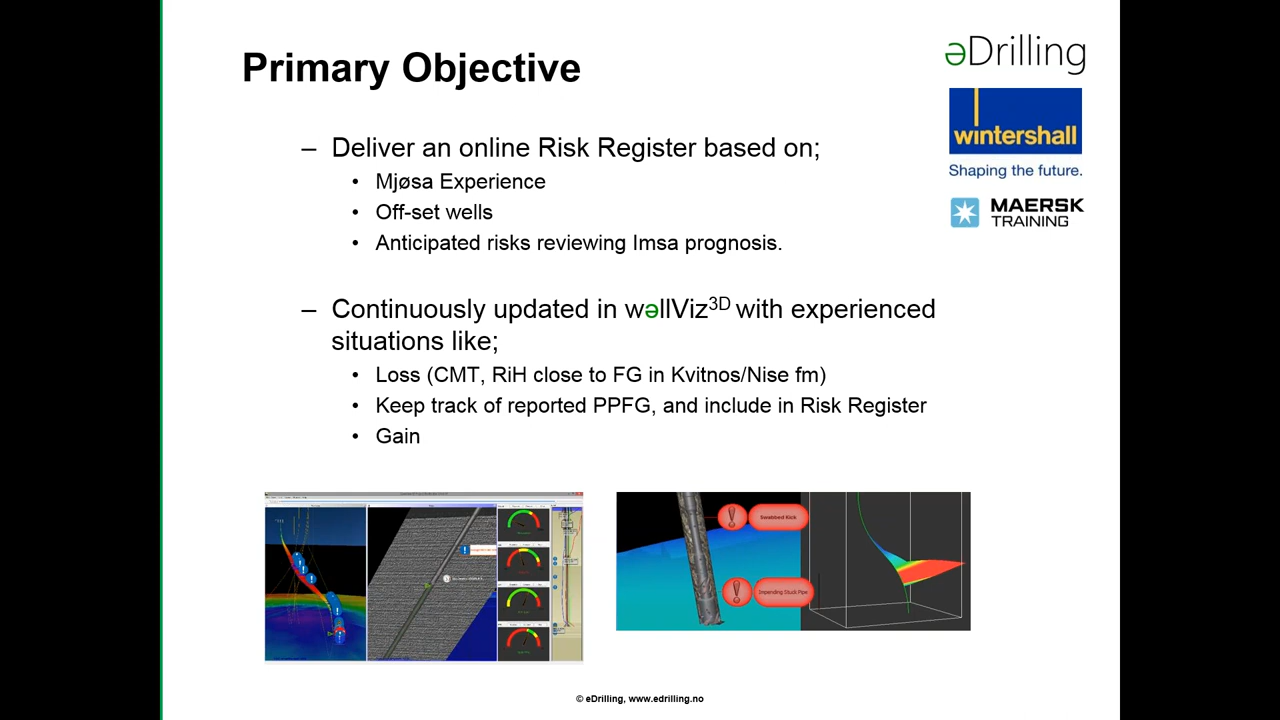 Primary Objective
əDrilling
wintershall
Shaping the future.
MAERSK
TRAINING
– Deliver an online Risk Register based on;
• Mjøsa Experience
• Off-set wells
• Anticipated risks reviewing Imsa prognosis.
– Continuously updated in wəllViz3D with experienced
situations like;
• Loss (CMT, RiH close to FG in Kvitnos/Nise fm)
• Keep track of reported PPFG, and include in Risk Register
• Gain
Swabbed Kick
Impending Stuck Pipe
© eDrilling, www.edrilling.no